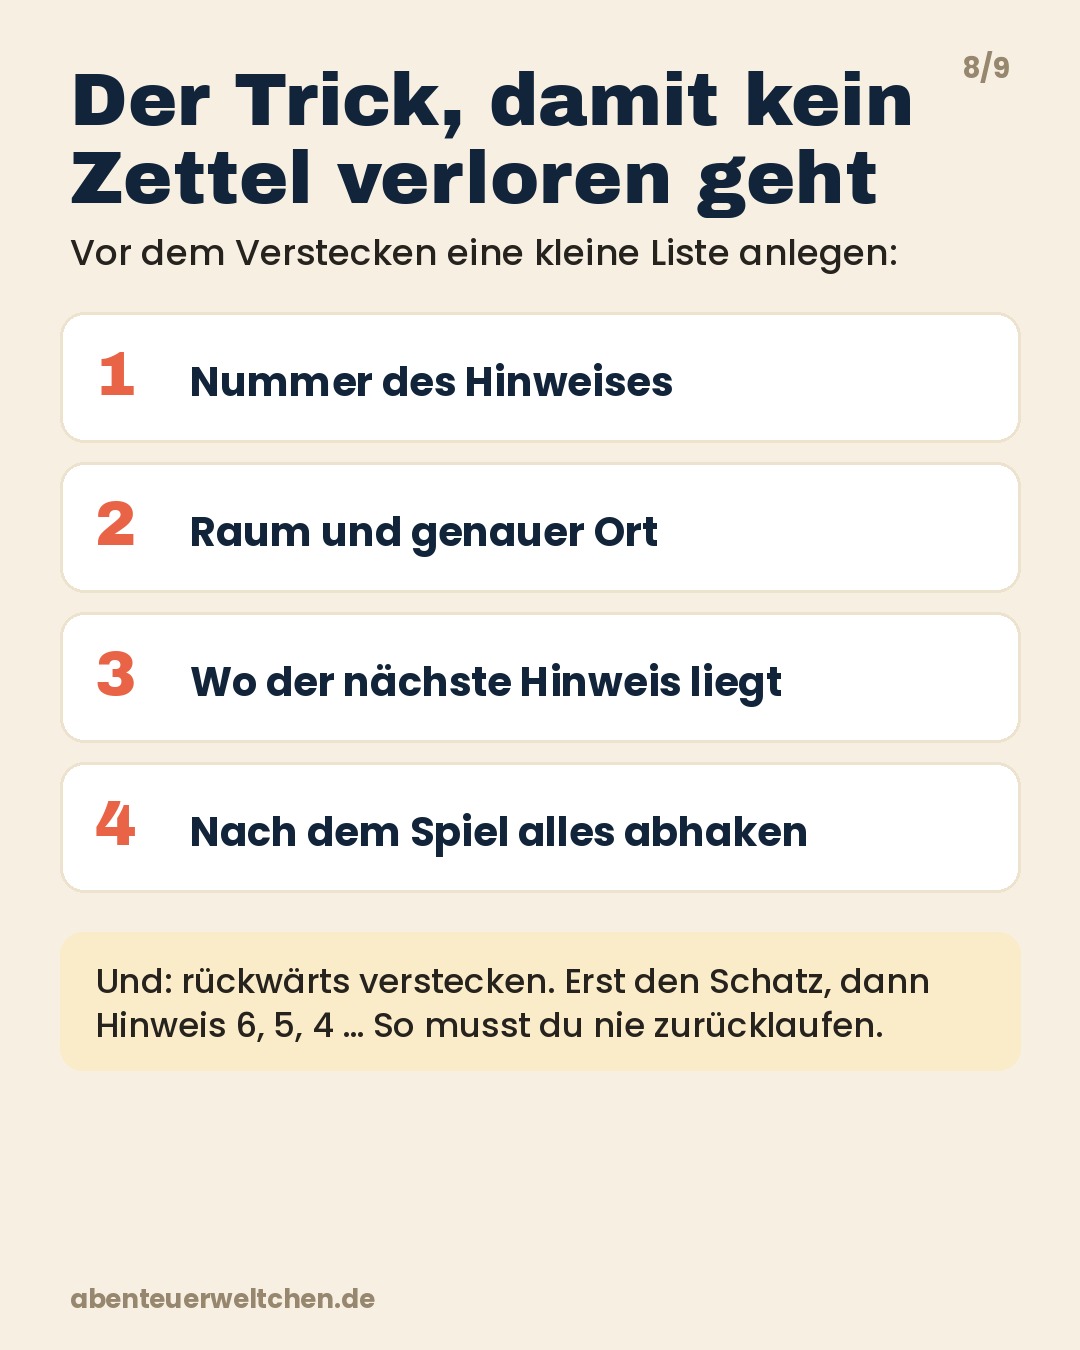 8/9
Der Trick, damit kein
Zettel verloren geht
Vor dem Verstecken eine kleine Liste anlegen:
1 Nummer des Hinweises
2 Raum und genauer Ort
3 Wo der nächste Hinweis liegt
4 Nach dem Spiel alles abhaken
Und: rückwärts verstecken. Erst den Schatz, dann
Hinweis 6, 5, 4 ... So musst du nie zurücklaufen.
abenteuerweltchen.de